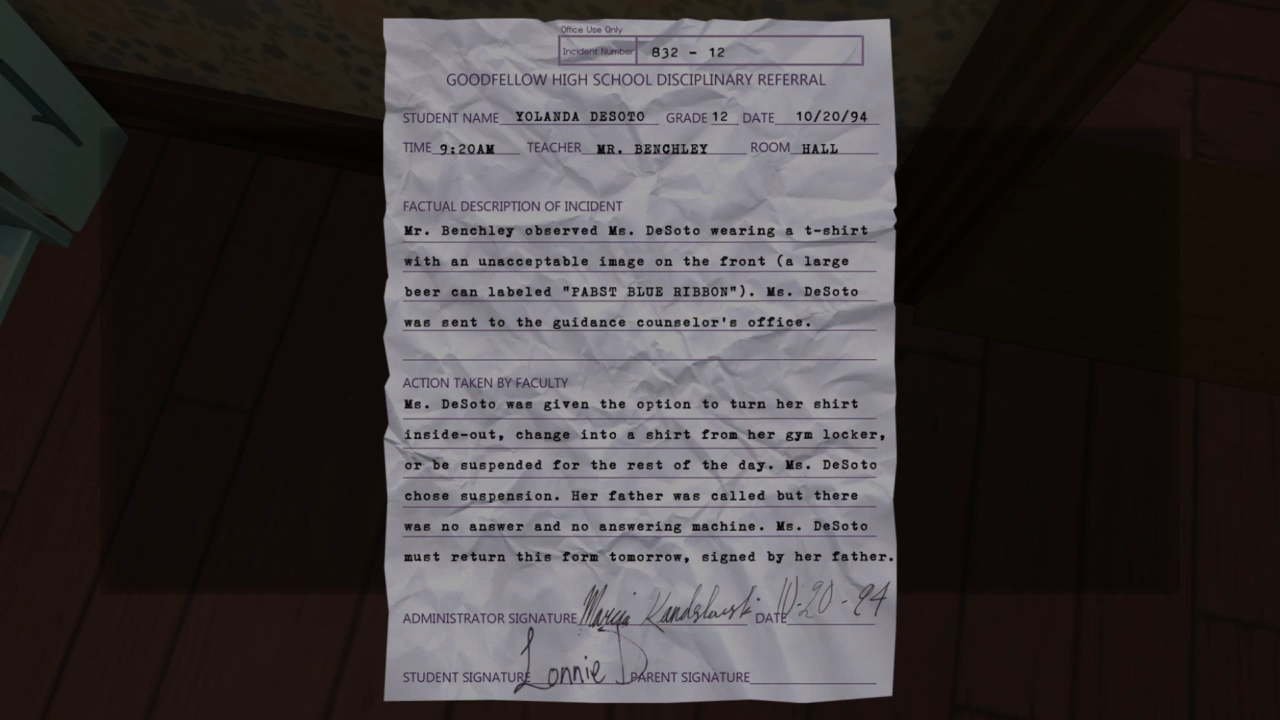 Office Use Only
Incident Number 832 - 12
GOODFELLOW HIGH SCHOOL DISCIPLINARY REFERRAL
STUDENT NAME YOLANDA DESOTO GRADE 12 DATE 10/20/94
TIME 9:20AM TEACHER MR. BENCHLEY ROOM HALL
FACTUAL DESCRIPTION OF INCIDENT
Mr. Benchley observed Ms. DeSoto wearing a t-shirt
with an unacceptable image on the front (a large
beer can labeled "PABST BLUE RIBBON"). Ms. DeSoto
was sent to the guidance counselor's office.
ACTION TAKEN BY FACULTY
Ms. DeSoto was given the option to turn her shirt
inside-out, change into a shirt from her gym locker,
or be suspended for the rest of the day. Ms. DeSoto
chose suspension. Her father was called but there
was no answer and no answering machine. Ms. DeSoto
must return this form tomorrow, signed by her father.
ADMINISTRATOR SIGNATURE Marcia DATE 10-20-94
STUDENT SIGNATURE Lonnie D PARENT SIGNATURE